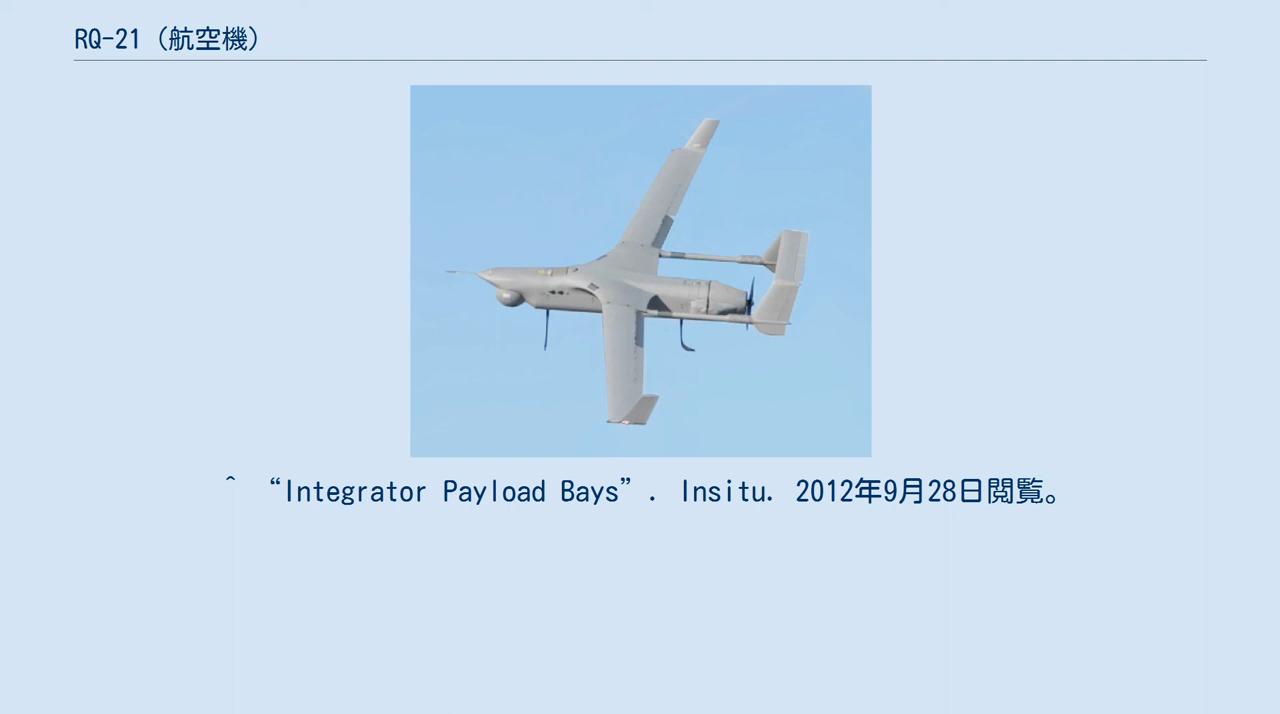 RQ-21（航空機）
^ “Integrator Payload Bays”. Insitu. 2012年9月28日閲覧。